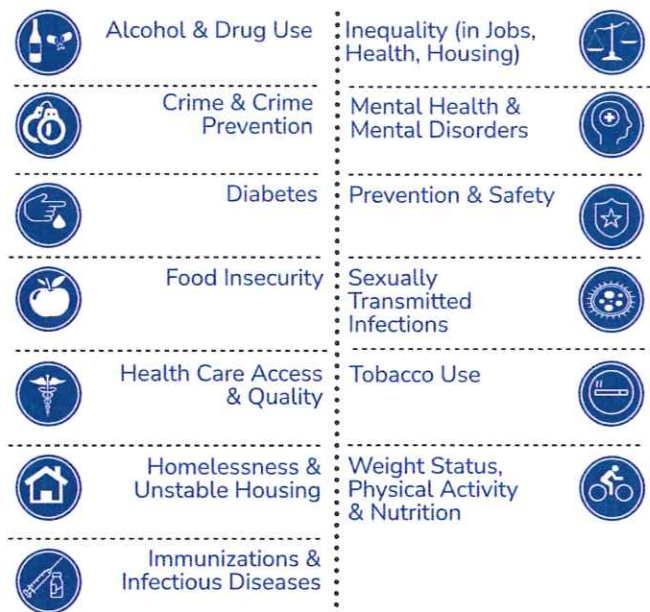 Alcohol & Drug Use
Crime & Crime
Prevention
Diabetes
Food Insecurity
Health Care Access
& Quality
Homelessness &
Unstable Housing
Immunizations &
Infectious Diseases
Inequality (in Jobs,
Health, Housing)
Mental Health &
Mental Disorders
Prevention & Safety
Sexually
Transmitted
Infections
Tobacco Use
Weight Status,
Physical Activity
& Nutrition